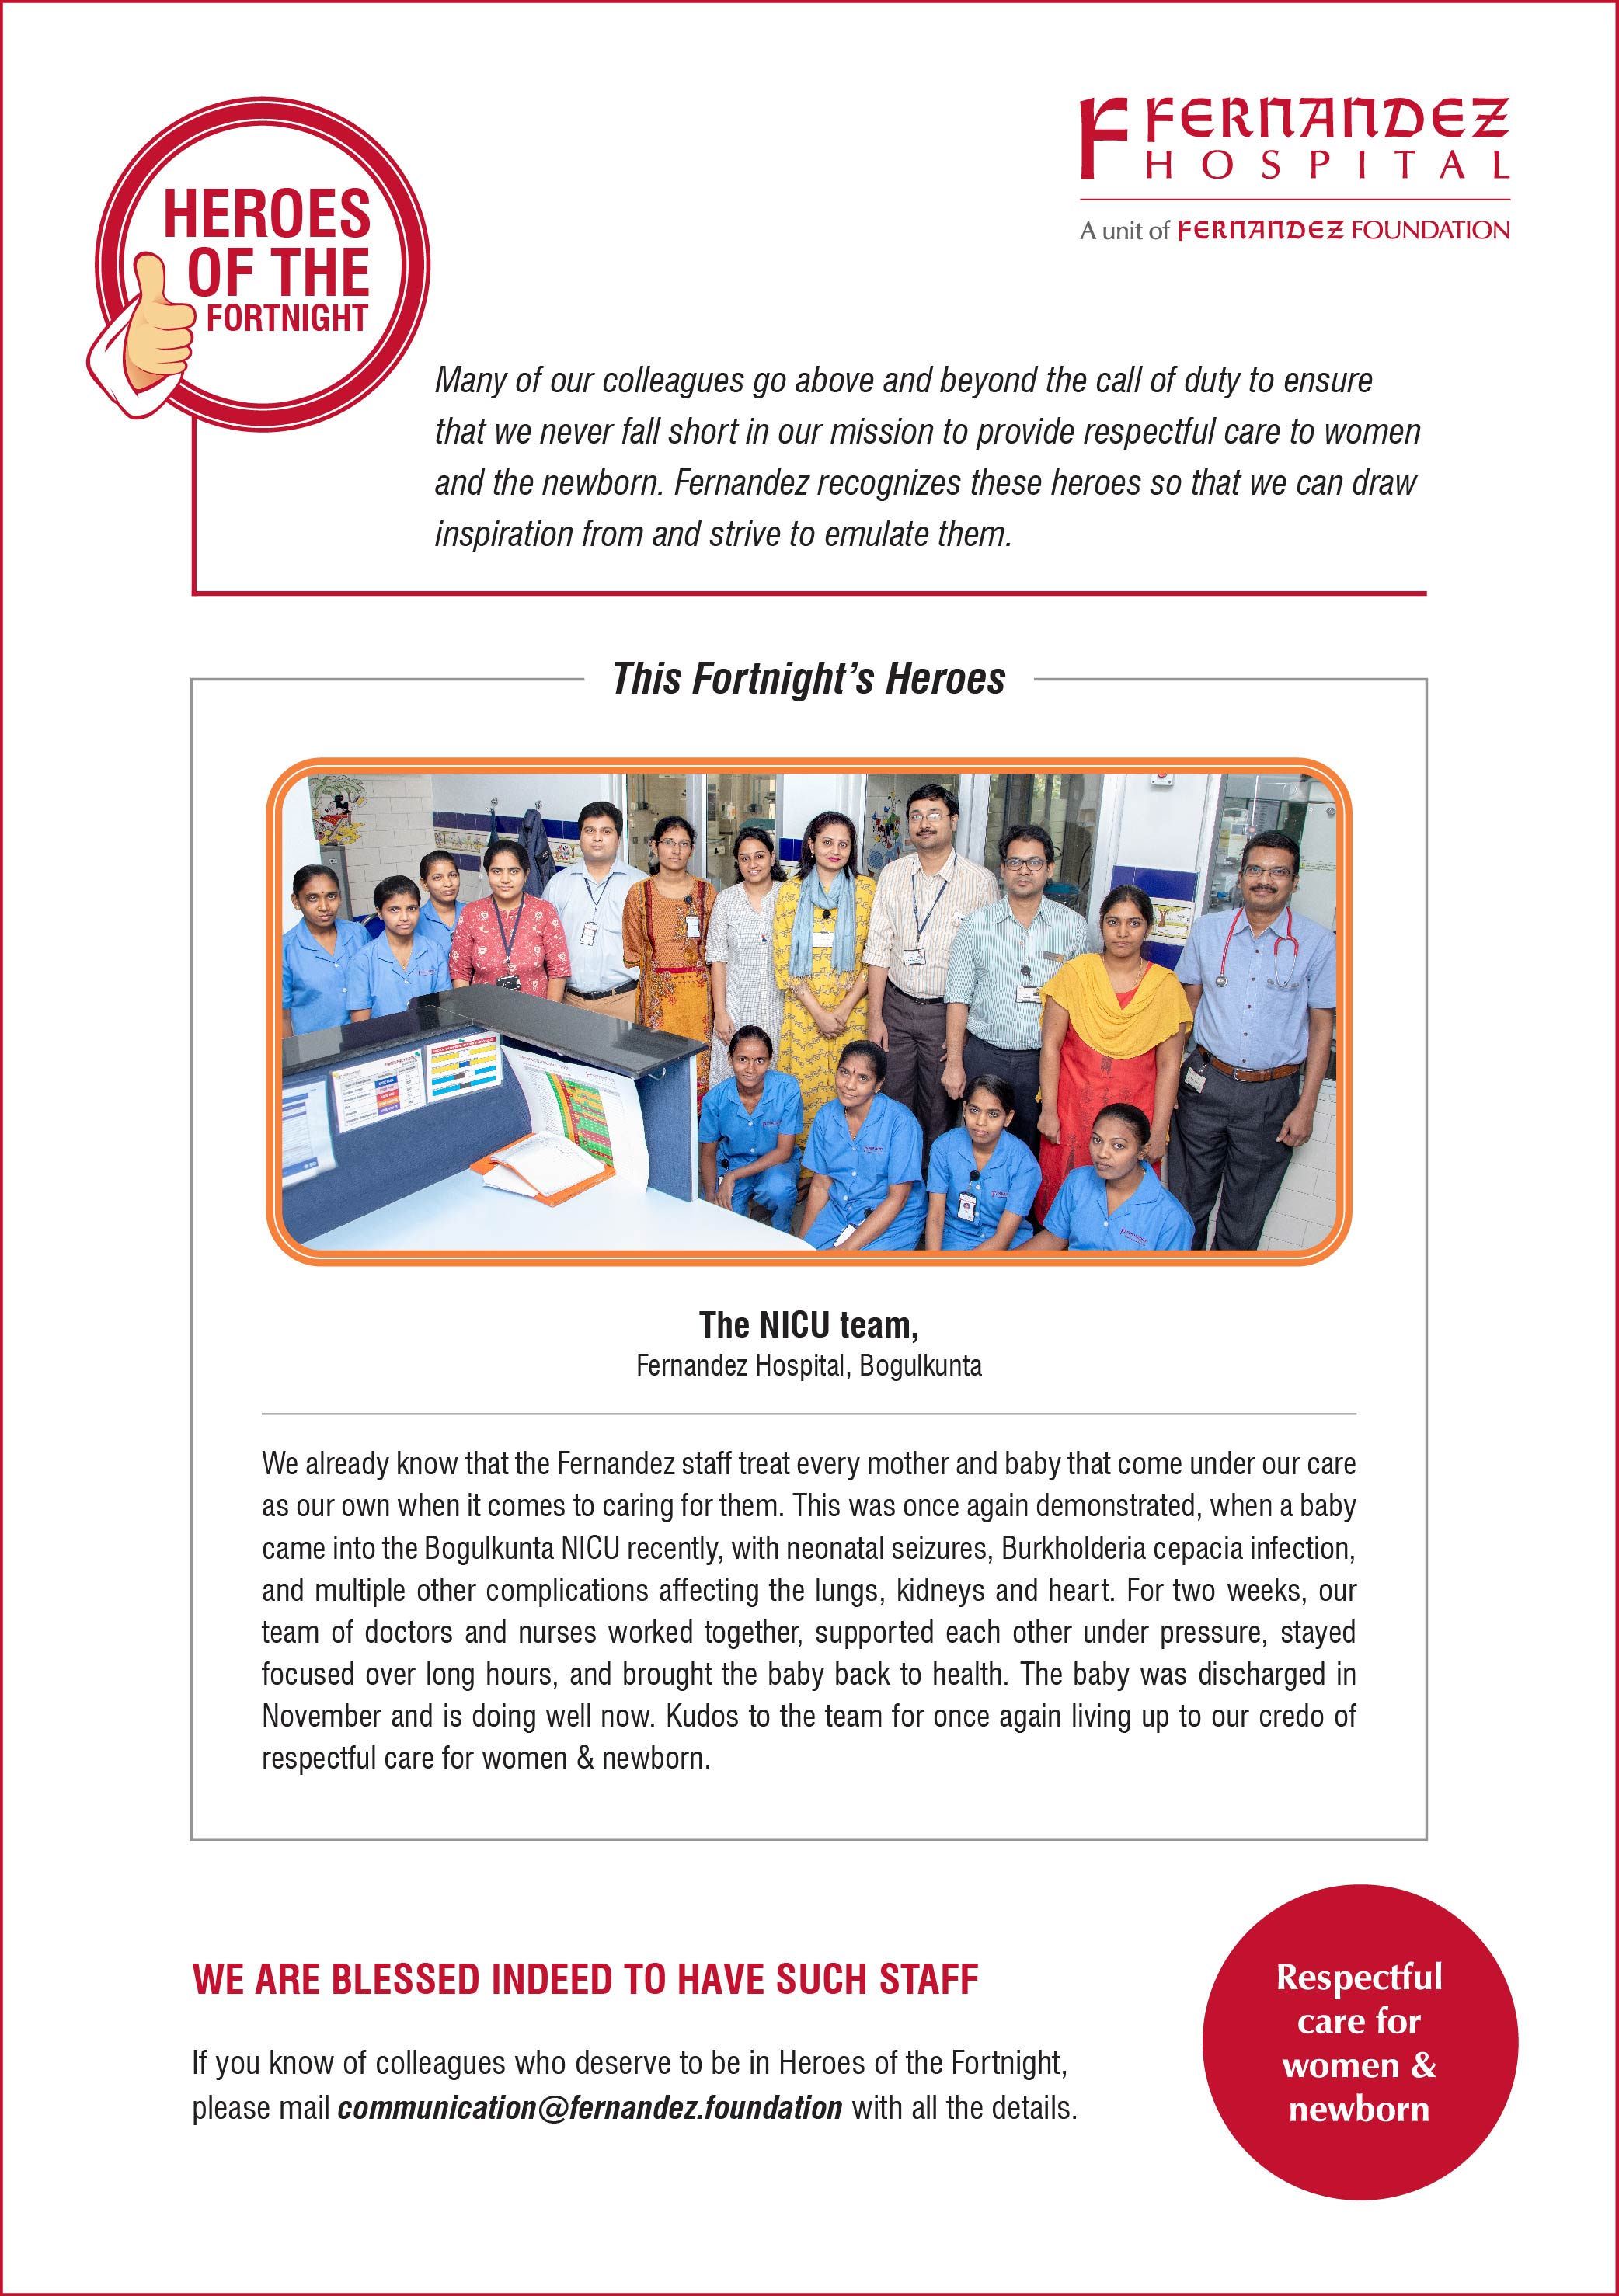 HEROES
OF THE
FORTNIGHT
FERNANDEZ
HOSPITAL
A unit of FERNANDEZ FOUNDATION
Many of our colleagues go above and beyond the call of duty to ensure
that we never fall short in our mission to provide respectful care to women
and the newborn. Fernandez recognizes these heroes so that we can draw
inspiration from and strive to emulate them.
This Fortnight’s Heroes
The NICU team,
Fernandez Hospital, Bogulkunta
We already know that the Fernandez staff treat every mother and baby that come under our care
as our own when it comes to caring for them. This was once again demonstrated, when a baby
came into the Bogulkunta NICU recently, with neonatal seizures, Burkholderia cepacia infection,
and multiple other complications affecting the lungs, kidneys and heart. For two weeks, our
team of doctors and nurses worked together, supported each other under pressure, stayed
focused over long hours, and brought the baby back to health. The baby was discharged in
November and is doing well now. Kudos to the team for once again living up to our credo of
respectful care for women & newborn.
WE ARE BLESSED INDEED TO HAVE SUCH STAFF
If you know of colleagues who deserve to be in Heroes of the Fortnight,
please mail communication@fernandez.foundation with all the details.
Respectful
care for
women &
newborn